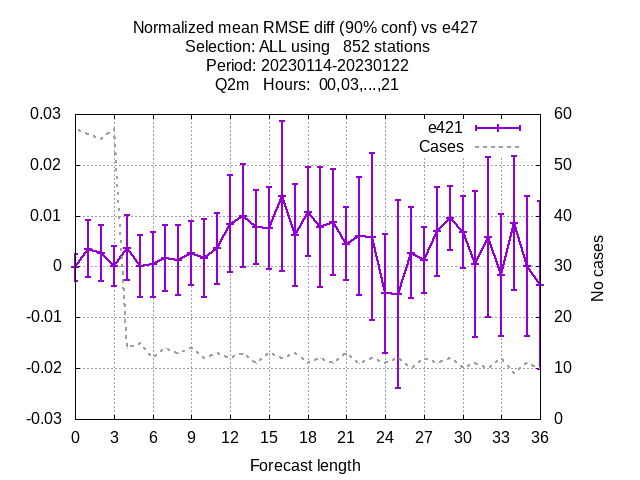 Normalized mean RMSE diff (90% conf) vs e427
Selection: ALL using   852 stations
Period: 20230114-20230122
Q2m   Hours:  00,03,...,21
0.03
0.02
0.01
0
-0.01
-0.02
-0.03
60
50
40
30
20
10
0
e421
Cases
No cases
0 3 6 9 12 15 18 21 24 27 30 33 36
Forecast length